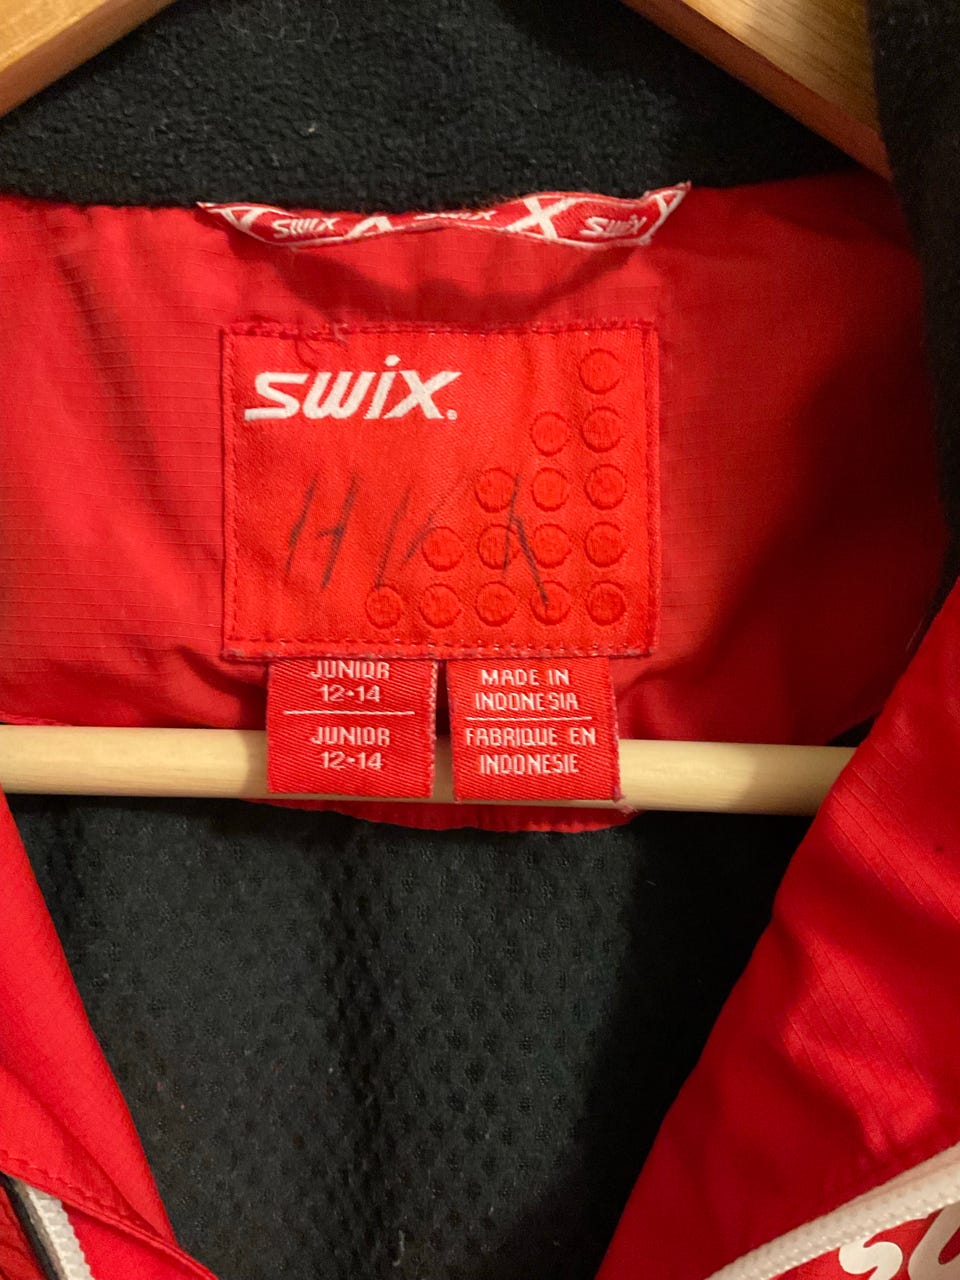 SWIX SWIX SWIX
SWIX®
JUNIOR
12•14
JUNIOR
12•14
MADE IN
INDONESIA
FABRIQUE EN
INDONESIE